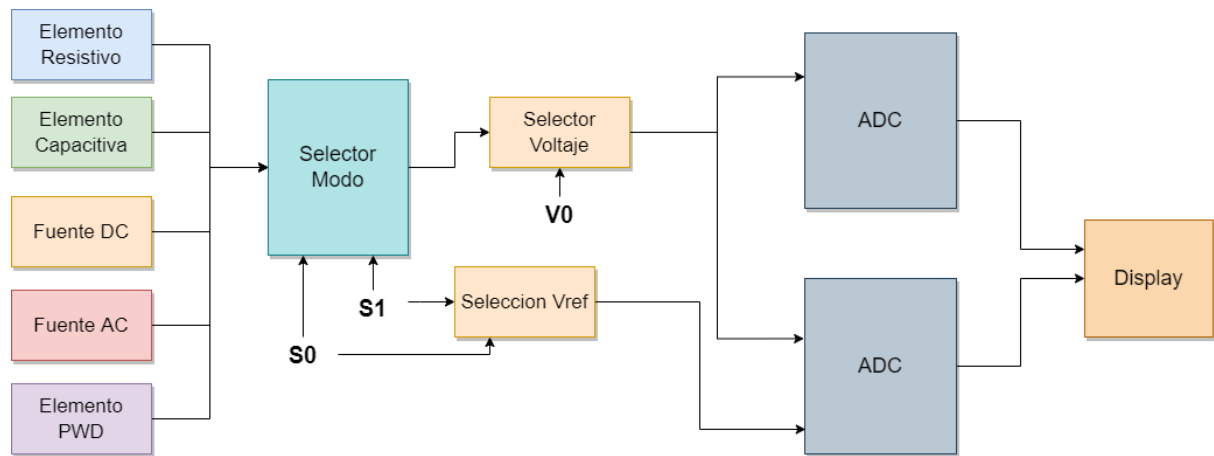 Elemento
Resistivo
Elemento
Capacitiva
Fuente DC
Fuente AC
Elemento
PWD
Selector
Modo
S0
S1
Selector
Voltaje
V0
Seleccion Vref
ADC
ADC
Display